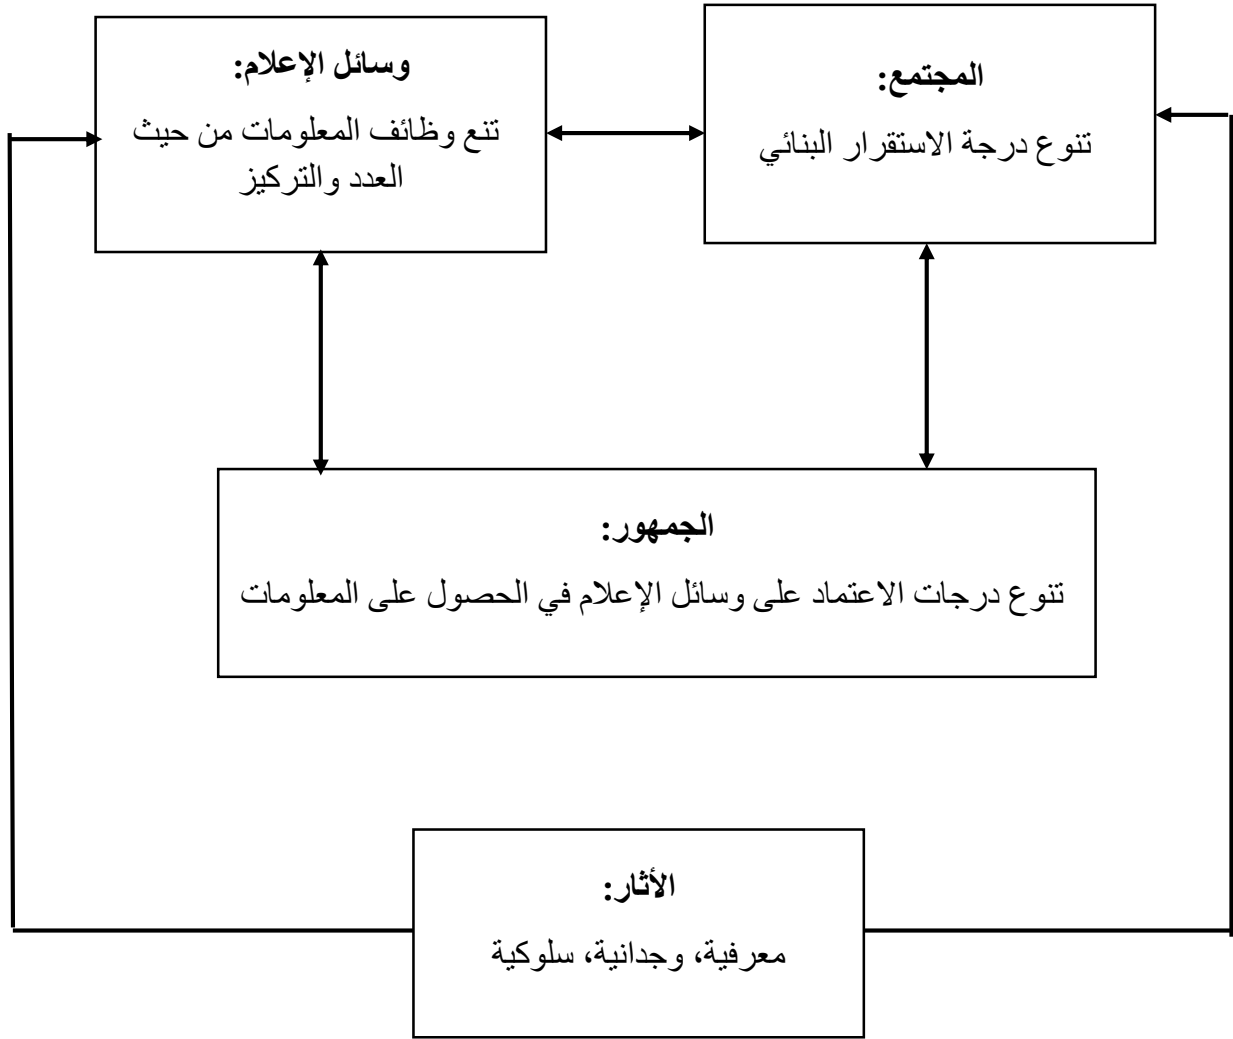 المجتمع:
تنوع درجة الاستقرار البنائي
وسائل الإعلام:
تنع وظائف المعلومات من حيث
العدد والتركيز
الجمهور:
تنوع درجات الاعتماد على وسائل الإعلام في الحصول على المعلومات
الأثار:
معرفية، وجدانية، سلوكية